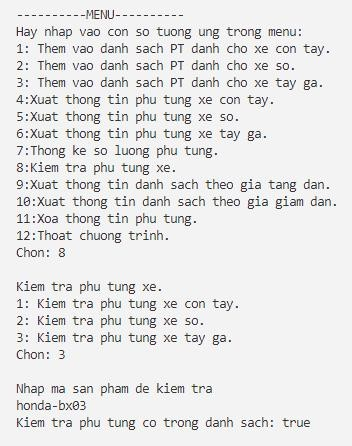 ----------MENU----------
Hay nhap vao con so tuong ung trong menu:
1: Them vao danh sach PT danh cho xe con tay.
2: Them vao danh sach PT danh cho xe so.
3: Them vao danh sach PT danh cho xe tay ga.
4:Xuat thong tin phu tung xe con tay.
5:Xuat thong tin phu tung xe so.
6:Xuat thong tin phu tung xe tay ga.
7:Thong ke so luong phu tung.
8:Kiem tra phu tung xe.
9:Xuat thong tin danh sach theo gia tang dan.
10:Xuat thong tin danh sach theo gia giam dan.
11:Xoa thong tin phu tung.
12:Thoat chuong trinh.
Chon: 8
Kiem tra phu tung xe.
1: Kiem tra phu tung xe con tay.
2: Kiem tra phu tung xe so.
3: Kiem tra phu tung xe tay ga.
Chon: 3
Nhap ma san pham de kiem tra
honda-bx03
Kiem tra phu tung co trong danh sach: true